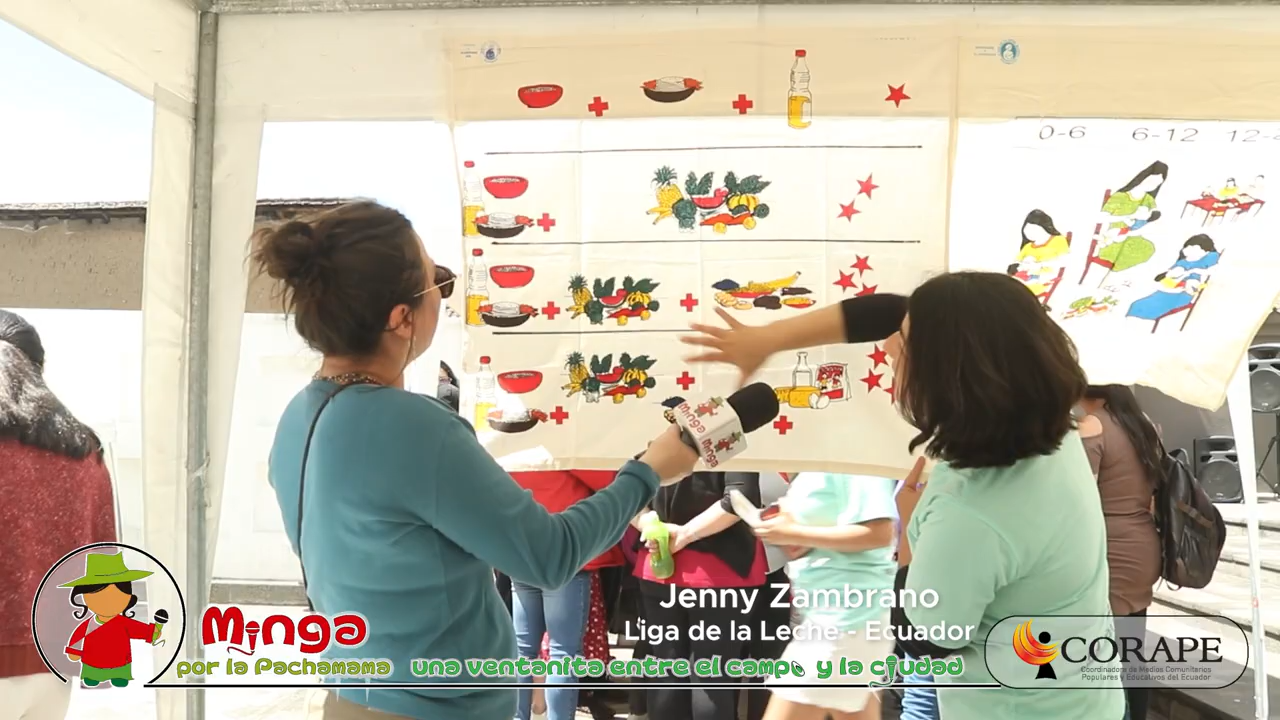 0-6 6-12 12-
Minga
Minga
Jenny Zambrano
Liga de la Leche - Ecuador
Minga
por la Pachamama una ventanita entre el campo y la ciudad
CORAPE
Coordinadora de Medios Comunitarios
Populares y Educativos del Ecuador